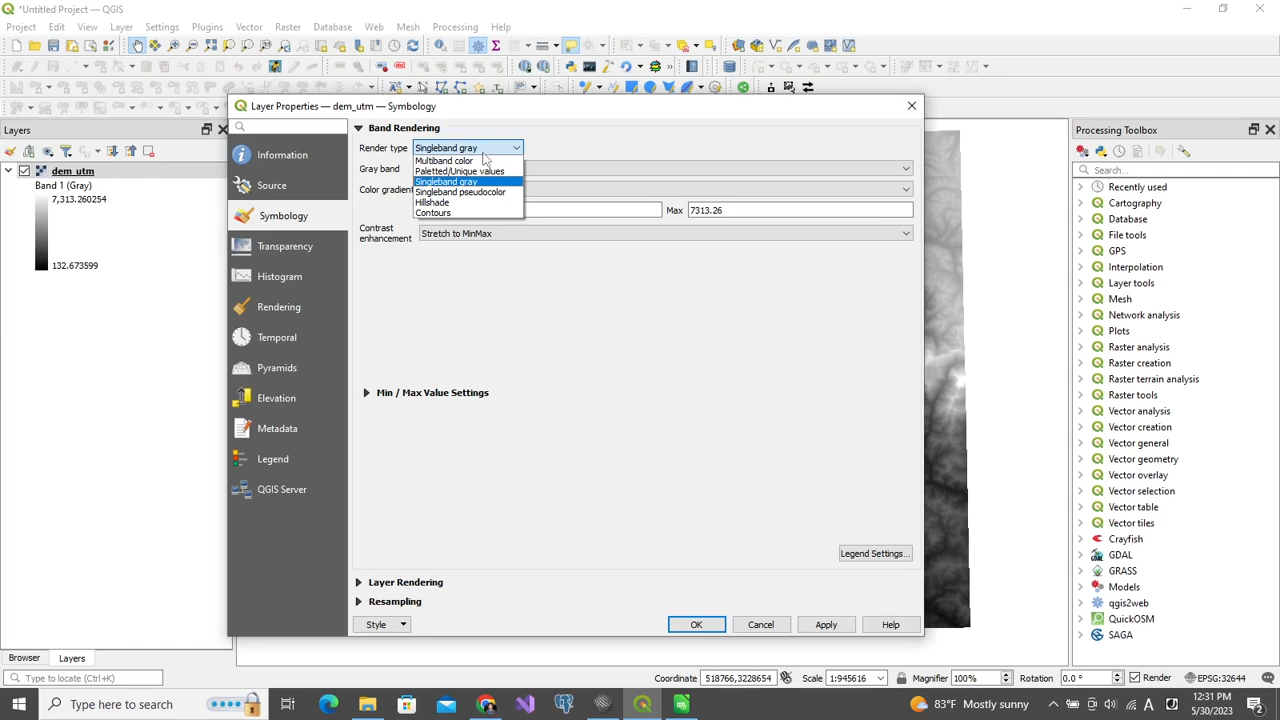 *Untitled Project — QGIS
Project Edit View Layer Settings Plugins Vector Raster Database Web Mesh Processing Help
Layers
dem_utm
Band 1 (Gray)
7,313.260254
132.673599
Layer Properties — dem_utm — Symbology
Information
Source
Symbology
Transparency
Histogram
Rendering
Temporal
Pyramids
Elevation
Metadata
Legend
QGIS Server
Band Rendering
Render type Singleband gray
Multiband color
Paletted/Unique values
Singleband gray
Singleband pseudocolor
Hillshade
Contours
Gray band
Color gradient
Max 7313.26
Contrast
enhancement
Stretch to MinMax
Min / Max Value Settings
Legend Settings...
Layer Rendering
Resampling
Style OK Cancel Apply Help
Processing Toolbox
Search...
Recently used
Cartography
Database
File tools
GPS
Interpolation
Layer tools
Mesh
Network analysis
Plots
Raster analysis
Raster creation
Raster terrain analysis
Raster tools
Vector analysis
Vector creation
Vector general
Vector geometry
Vector overlay
Vector selection
Vector table
Vector tiles
Crayfish
GDAL
GRASS
Models
qgis2web
QuickOSM
SAGA
Browser Layers
Type to locate (Ctrl+K)
Coordinate 518766,3228654 Scale 1:945616 Magnifier 100% Rotation 0.0 ° Render EPSG:32644
Type here to search
83°F Mostly sunny
12:31 PM
5/30/2023